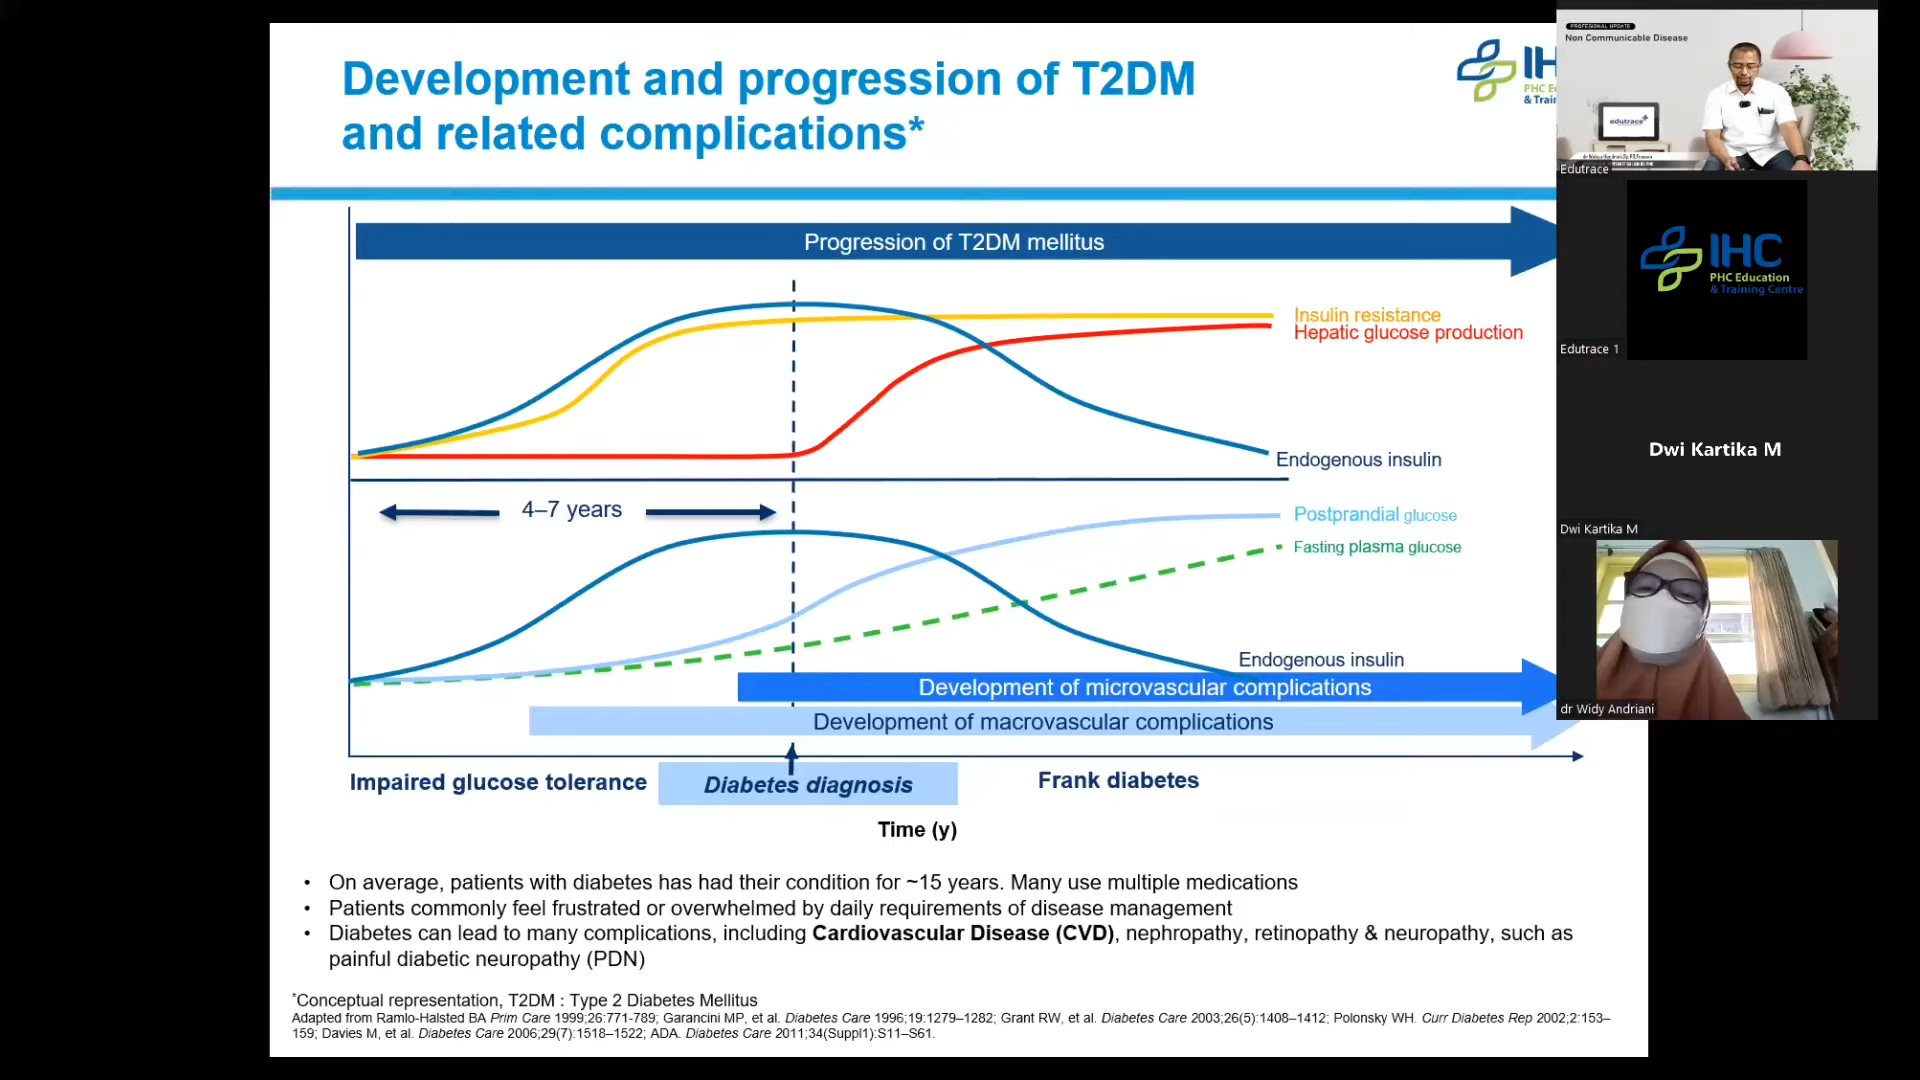 Development and progression of T2DM
and related complications*
IH
PHC Ed
& Train
Progression of T2DM mellitus
Insulin resistance
Hepatic glucose production
Endogenous insulin
4–7 years
Postprandial glucose
Fasting plasma glucose
Endogenous insulin
Development of microvascular complications
Development of macrovascular complications
Impaired glucose tolerance
Diabetes diagnosis
Frank diabetes
Time (y)
• On average, patients with diabetes has had their condition for ~15 years. Many use multiple medications
• Patients commonly feel frustrated or overwhelmed by daily requirements of disease management
• Diabetes can lead to many complications, including Cardiovascular Disease (CVD), nephropathy, retinopathy & neuropathy, such as
painful diabetic neuropathy (PDN)
*Conceptual representation, T2DM : Type 2 Diabetes Mellitus
Adapted from Ramlo-Halsted BA Prim Care 1999;26:771-789; Garancini MP, et al. Diabetes Care 1996;19:1279–1282; Grant RW, et al. Diabetes Care 2003;26(5):1408–1412; Polonsky WH. Curr Diabetes Rep 2002;2:153–
159; Davies M, et al. Diabetes Care 2006;29(7):1518–1522; ADA. Diabetes Care 2011;34(Suppl1):S11–S61.
PROFESIONAL UPDATE
Non Communicable Disease
edutrace
Edutrace
IHC
PHC Education
& Training Centre
Edutrace 1
Dwi Kartika M
Dwi Kartika M
dr Widy Andriani